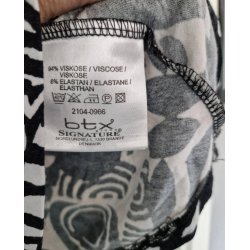 94% VISKOSE / VISCOSE /
VISKOSE
6% ELASTAN / ELASTANE /
ELASTHAN
2104-0966
btx
SIGNATURE
DENMARK